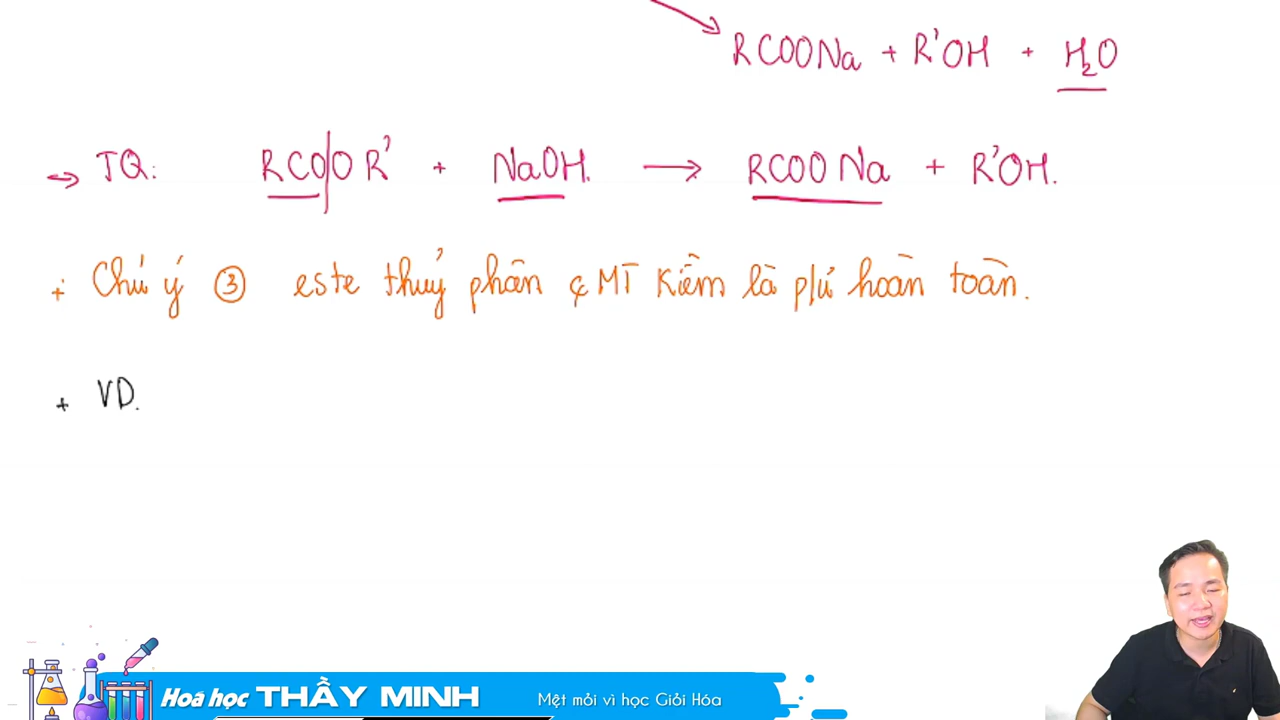 RCOONa + R'OH + H₂O
TQ: RCOOR' + NaOH. → RCOONa + R'OH.
+ Chú ý ③ este thuỷ phân MT Kiềm là p/ứ hoàn toàn.
+ VD.
Hoá học THẦY MINH
Mệt mỏi vì học Giỏi Hóa